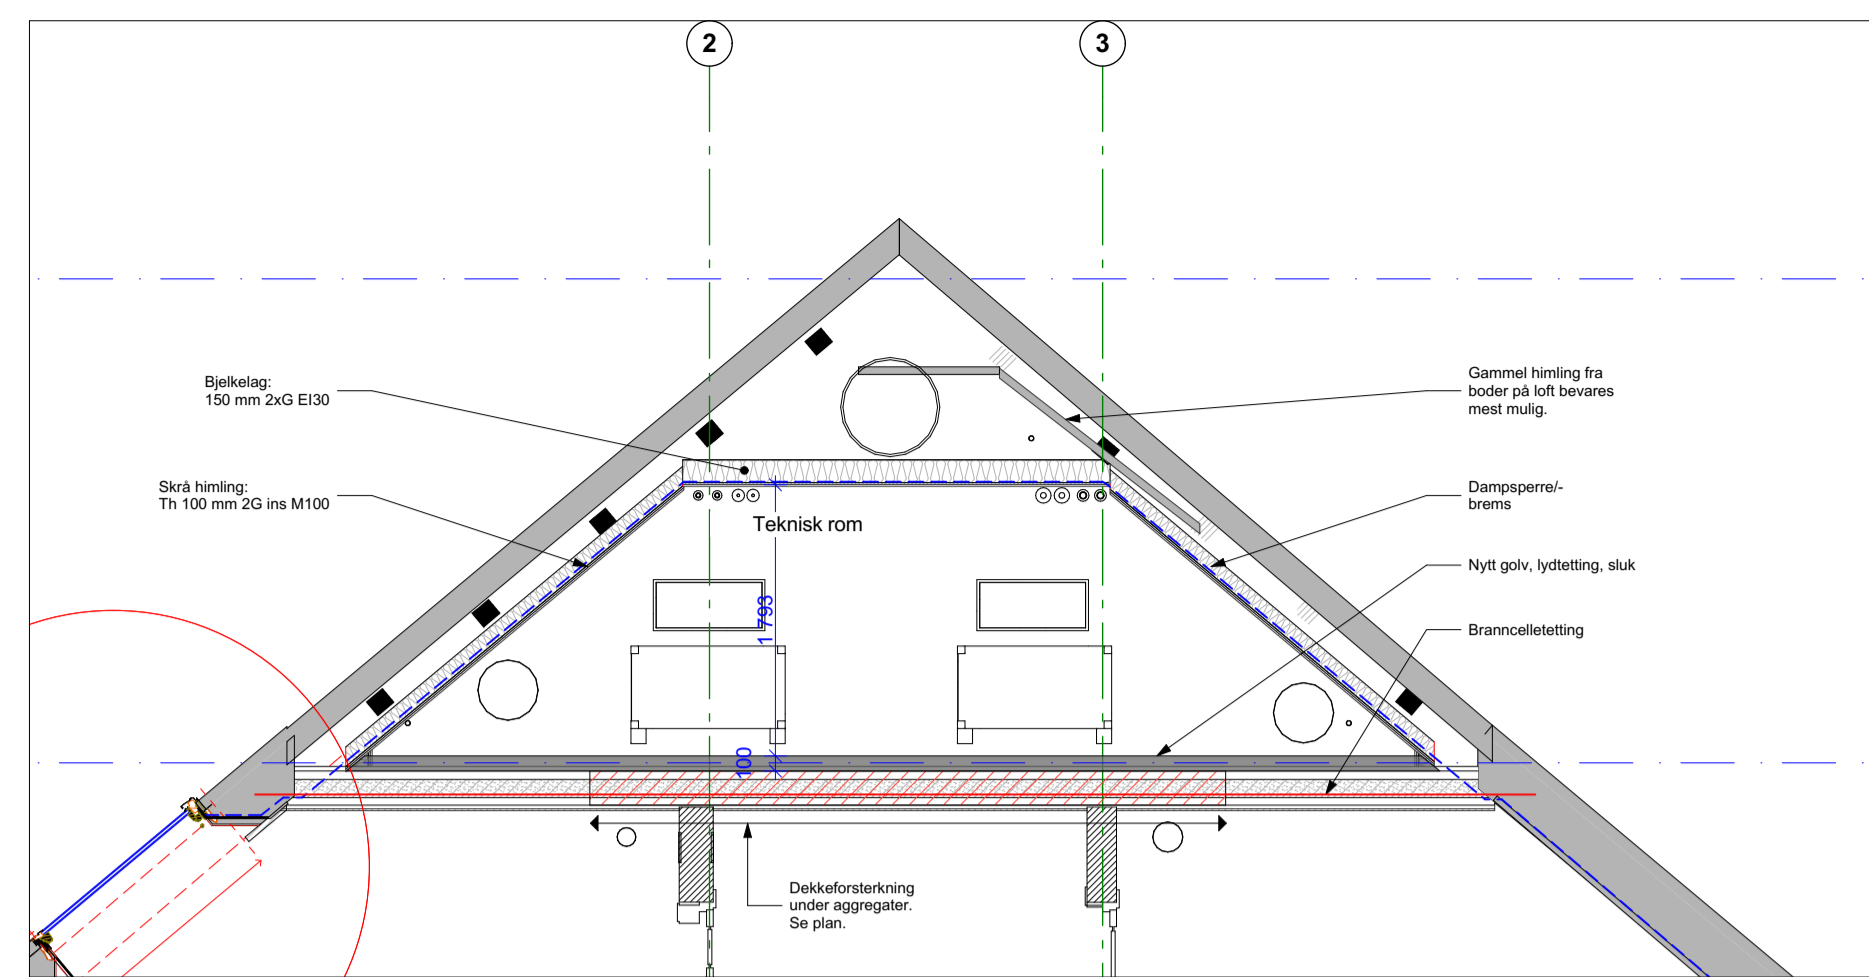 2
3
Bjelkelag:
150 mm 2xG EI30
Gammel himling fra
boder på loft bevares
mest mulig.
Skrå himling:
Th 100 mm 2G ins M100
Dampsperre/-
brems
Teknisk rom
Nytt golv, lydtetting, sluk
1 793
Branncelletetting
100
Dekkeforsterkning
under aggregater.
Se plan.